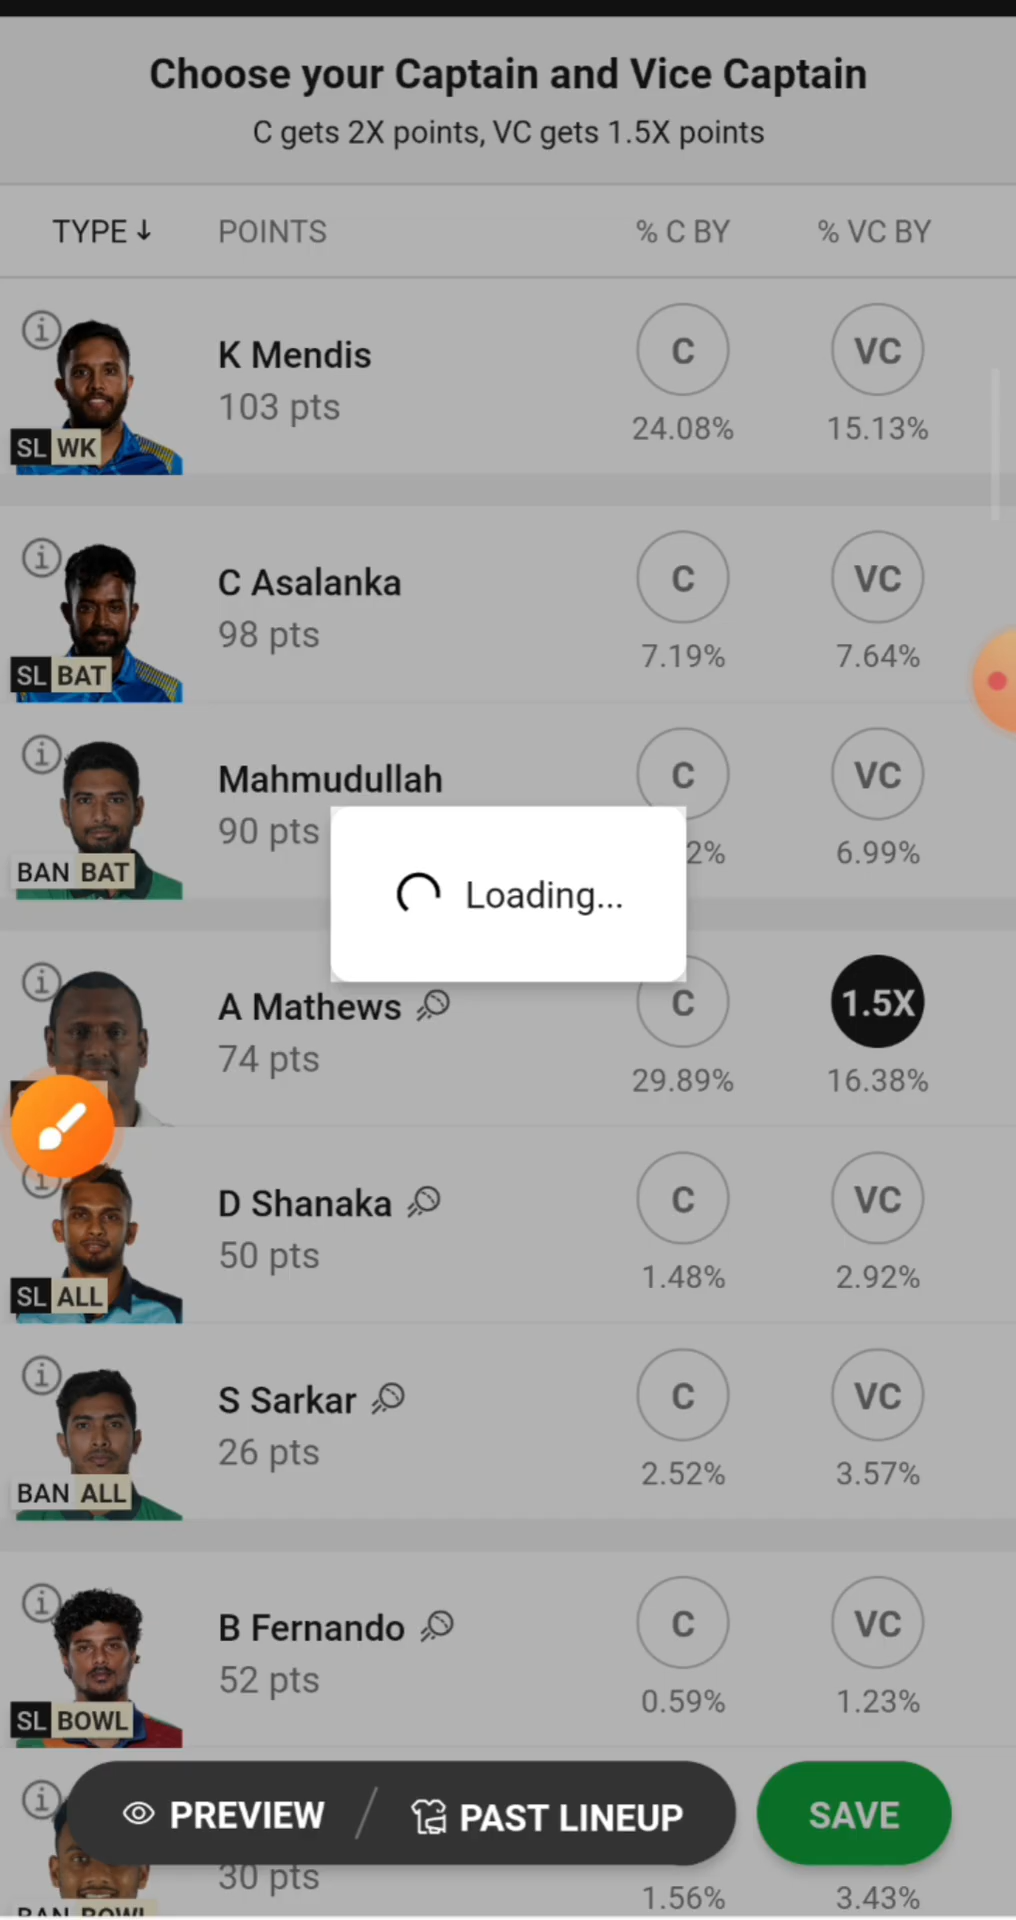 Choose your Captain and Vice Captain
C gets 2X points, VC gets 1.5X points
TYPE ↓ POINTS % C BY % VC BY
K Mendis C VC
103 pts 24.08% 15.13%
SL WK
C Asalanka C VC
98 pts 7.19% 7.64%
SL BAT
Mahmudullah C VC
90 pts 2% 6.99%
BAN BAT
Loading...
A Mathews C 1.5X
74 pts 29.89% 16.38%
D Shanaka C VC
50 pts 1.48% 2.92%
SL ALL
S Sarkar C VC
26 pts 2.52% 3.57%
BAN ALL
B Fernando C VC
52 pts 0.59% 1.23%
SL BOWL
PREVIEW / PAST LINEUP SAVE
30 pts 1.56% 3.43%
BAN BOWL